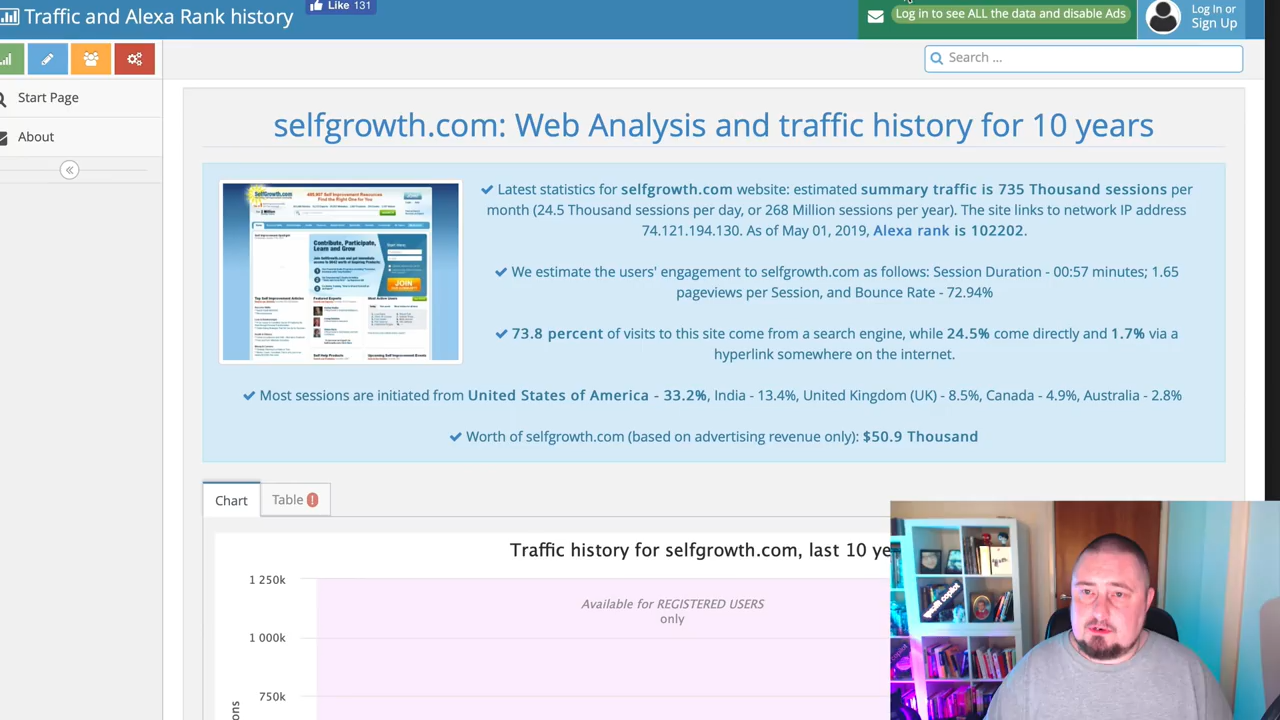 Traffic and Alexa Rank history
Like 131
Log in to see ALL the data and disable Ads
Log In or
Sign Up
Search ...
Start Page
About
selfgrowth.com: Web Analysis and traffic history for 10 years
Latest statistics for selfgrowth.com website: estimated summary traffic is 735 Thousand sessions per
month (24.5 Thousand sessions per day, or 268 Million sessions per year). The site links to network IP address
74.121.194.130. As of May 01, 2019, Alexa rank is 102202.
We estimate the users' engagement to selfgrowth.com as follows: Session Duration - 00:57 minutes; 1.65
pageviews per Session, and Bounce Rate - 72.94%
73.8 percent of visits to this site come from a search engine, while 24.5% come directly and 1.7% via a
hyperlink somewhere on the internet.
Most sessions are initiated from United States of America - 33.2%, India - 13.4%, United Kingdom (UK) - 8.5%, Canada - 4.9%, Australia - 2.8%
Worth of selfgrowth.com (based on advertising revenue only): $50.9 Thousand
SelfGrowth.com
Contribute, Participate,
Learn and Grow
JOIN
Chart
Table
Traffic history for selfgrowth.com, last 10 ye
1 250k
Available for REGISTERED USERS
only
1 000k
750k